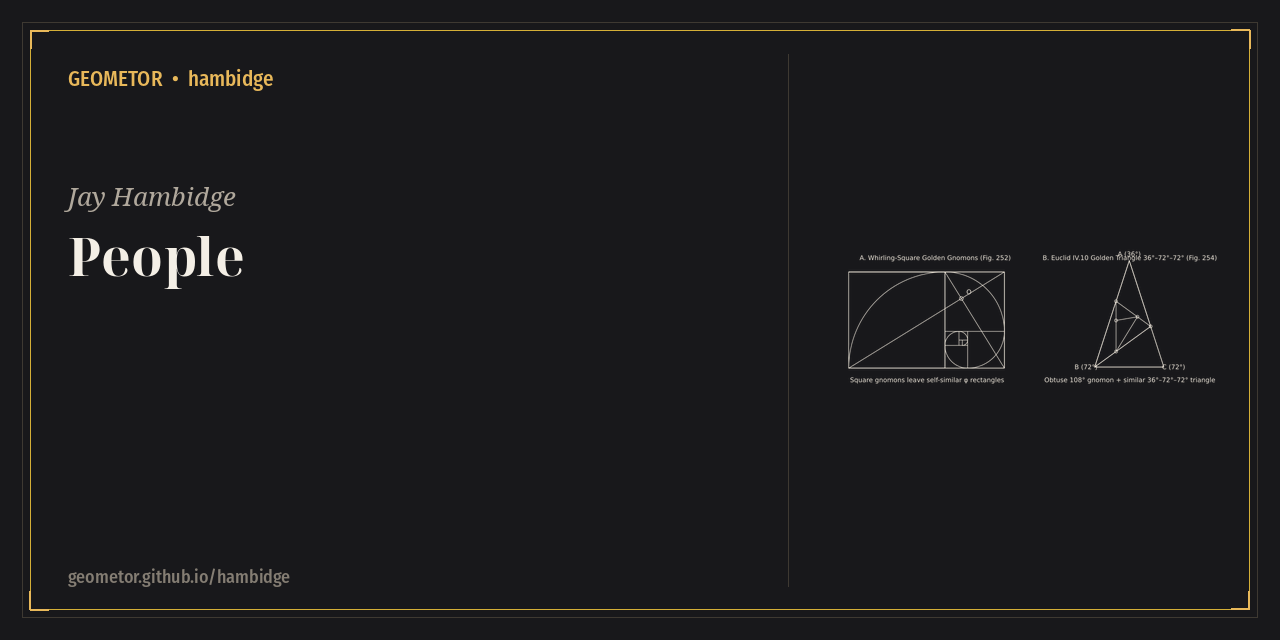 GEOMETOR • hambidge
Jay Hambidge
People
geometor.github.io/hambidge
A. Whirling-Square Golden Gnomons (Fig. 252)
O
Square gnomons leave self-similar φ rectangles
A (36°)
B. Euclid IV.10 Golden Triangle 36°–72°–72° (Fig. 254)
B (72°)
C (72°)
Obtuse 108° gnomon + similar 36°–72°–72° triangle